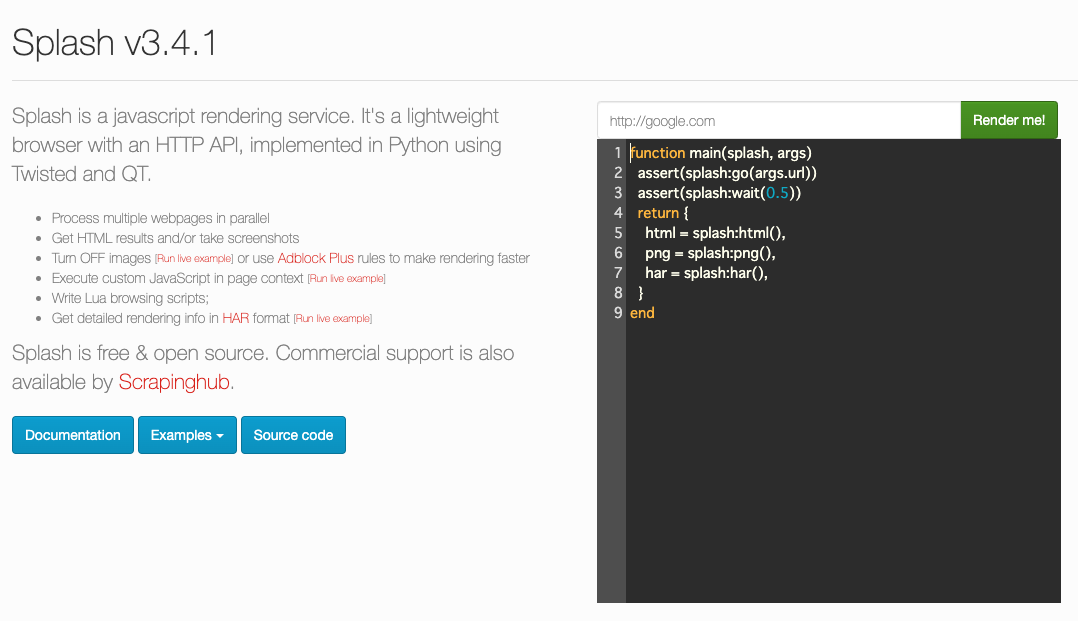 Splash v3.4.1
Splash is a javascript rendering service. It's a lightweight
browser with an HTTP API, implemented in Python using
Twisted and QT.
Process multiple webpages in parallel
Get HTML results and/or take screenshots
Turn OFF images [Run live example] or use Adblock Plus rules to make rendering faster
Execute custom JavaScript in page context [Run live example]
Write Lua browsing scripts;
Get detailed rendering info in HAR format [Run live example]
Splash is free & open source. Commercial support is also
available by Scrapinghub.
Documentation Examples Source code
http://google.com Render me!
1 function main(splash, args)
2 assert(splash:go(args.url))
3 assert(splash:wait(0.5))
4 return {
5 html = splash:html(),
6 png = splash:png(),
7 har = splash:har(),
8 }
9 end